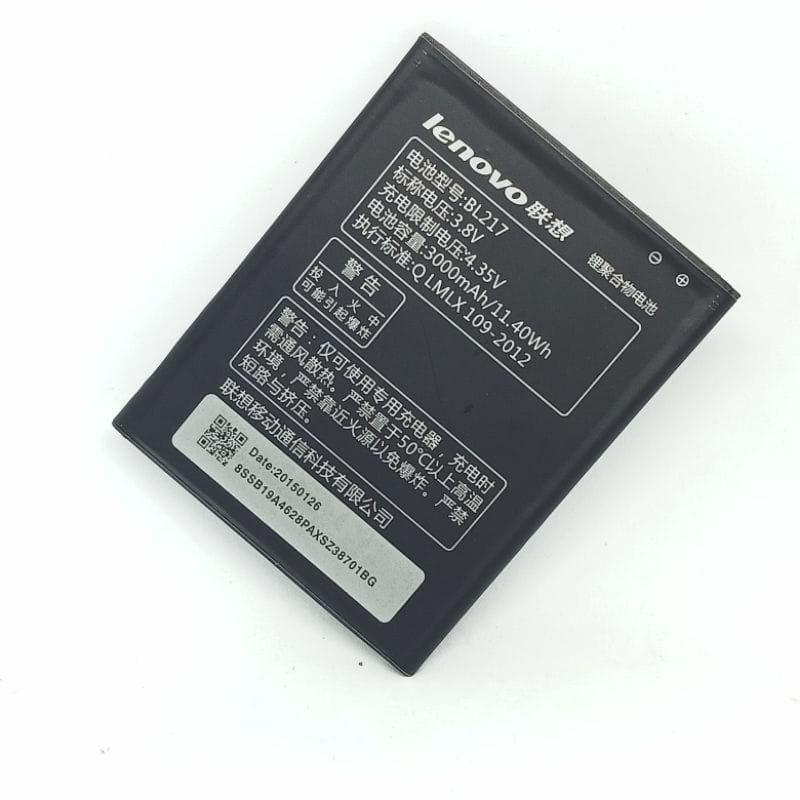 lenovo 联想
电池型号:BL217
标称电压:3.8V
充电限制电压:4.35V
电池容量:3000mAh/11.40Wh
执行标准:Q LMLX 109-2012
锂聚合物电池
警告
投入火中
可能引起爆炸
警告：仅可使用专用充电器，充电时
需通风散热。严禁置于50℃以上高温
环境，严禁靠近火源以免爆炸。严禁
短路与挤压。
联想移动通信科技有限公司
Date:20150126
8SSB19A4628PAXSZ38701BG